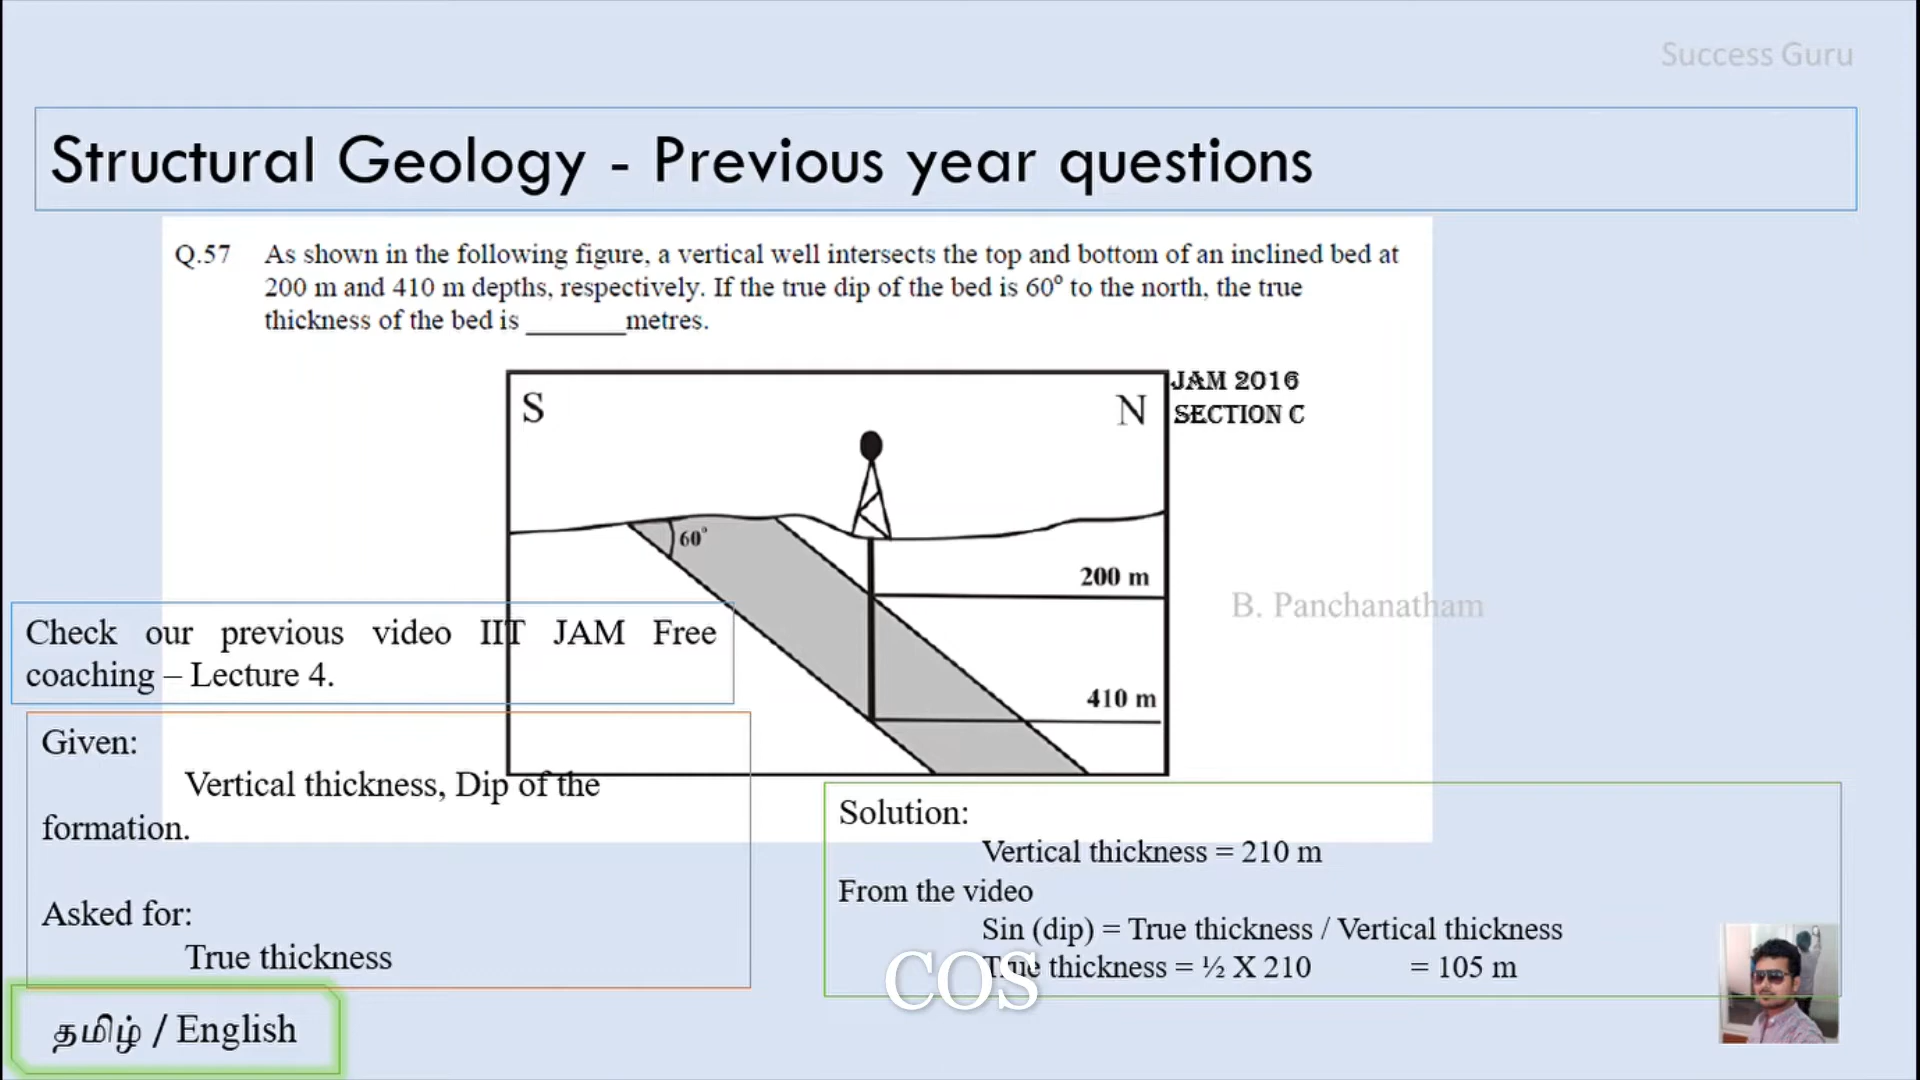 Success Guru
Structural Geology - Previous year questions
Q.57 As shown in the following figure, a vertical well intersects the top and bottom of an inclined bed at
200 m and 410 m depths, respectively. If the true dip of the bed is 60° to the north, the true
thickness of the bed is _______metres.
JAM 2016
SECTION C
S
N
60°
200 m
410 m
B. Panchanatham
Check our previous video IIT JAM Free
coaching – Lecture 4.
Given:
Vertical thickness, Dip of the
formation.
Asked for:
True thickness
Solution:
Vertical thickness = 210 m
From the video
Sin (dip) = True thickness / Vertical thickness
True thickness = ½ X 210 = 105 m
COS
தமிழ் / English